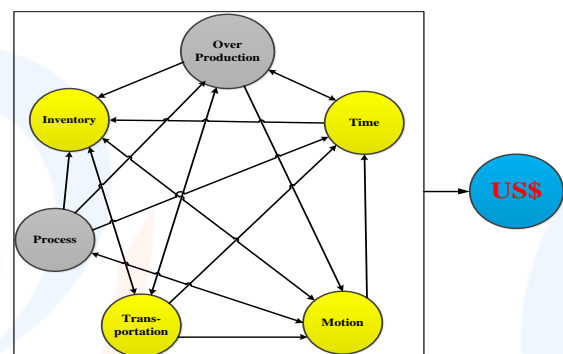 Over
Production
Inventory
Time
US$
Process
Trans-
portation
Motion